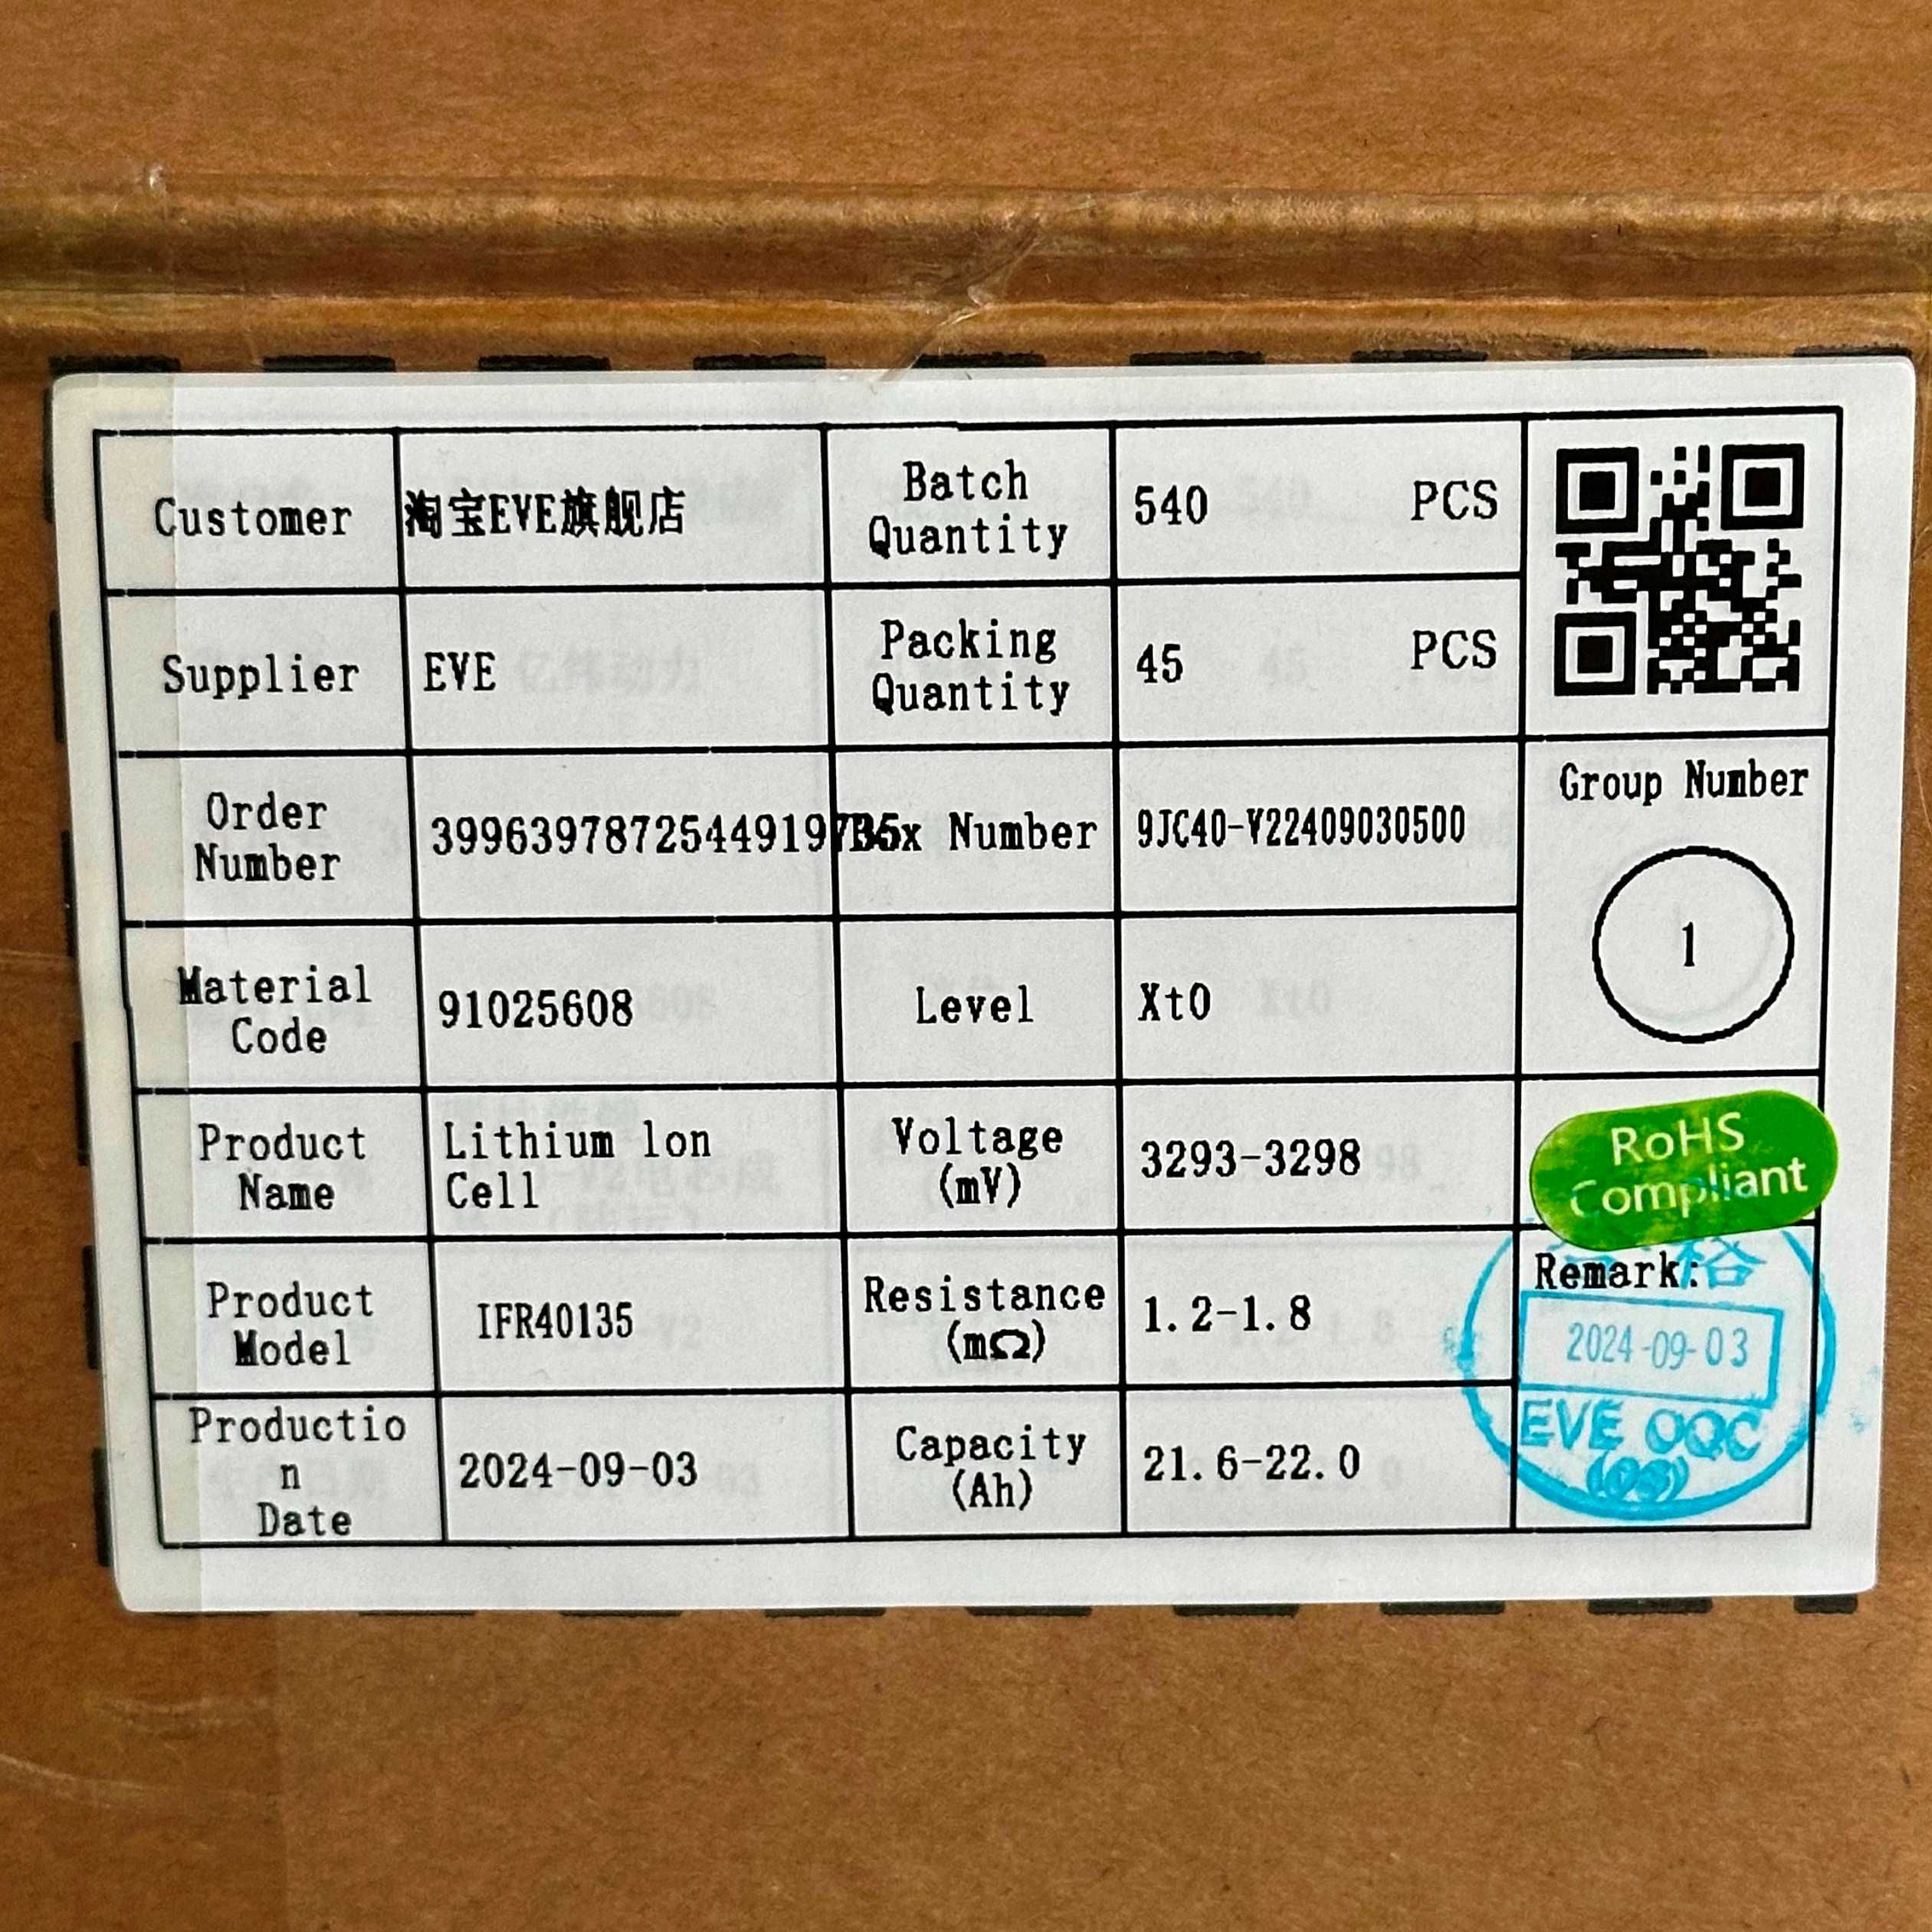 Customer
淘宝EVE旗舰店
Batch
Quantity
540 PCS
Supplier
EVE
Packing
Quantity
45 PCS
Order
Number
Number
9JC40-V22409030500
Group Number
1
Material
Code
91025608
Level
Xt0
Product
Name
Lithium lon
Cell
Voltage
(mV)
3293-3298
RoHS
Compliant
Product
Model
IFR40135
Resistance
(mΩ)
1.2-1.8
Remark:
2024-09-03
EVE OQC
Productio
n
Date
2024-09-03
Capacity
(Ah)
21.6-22.0